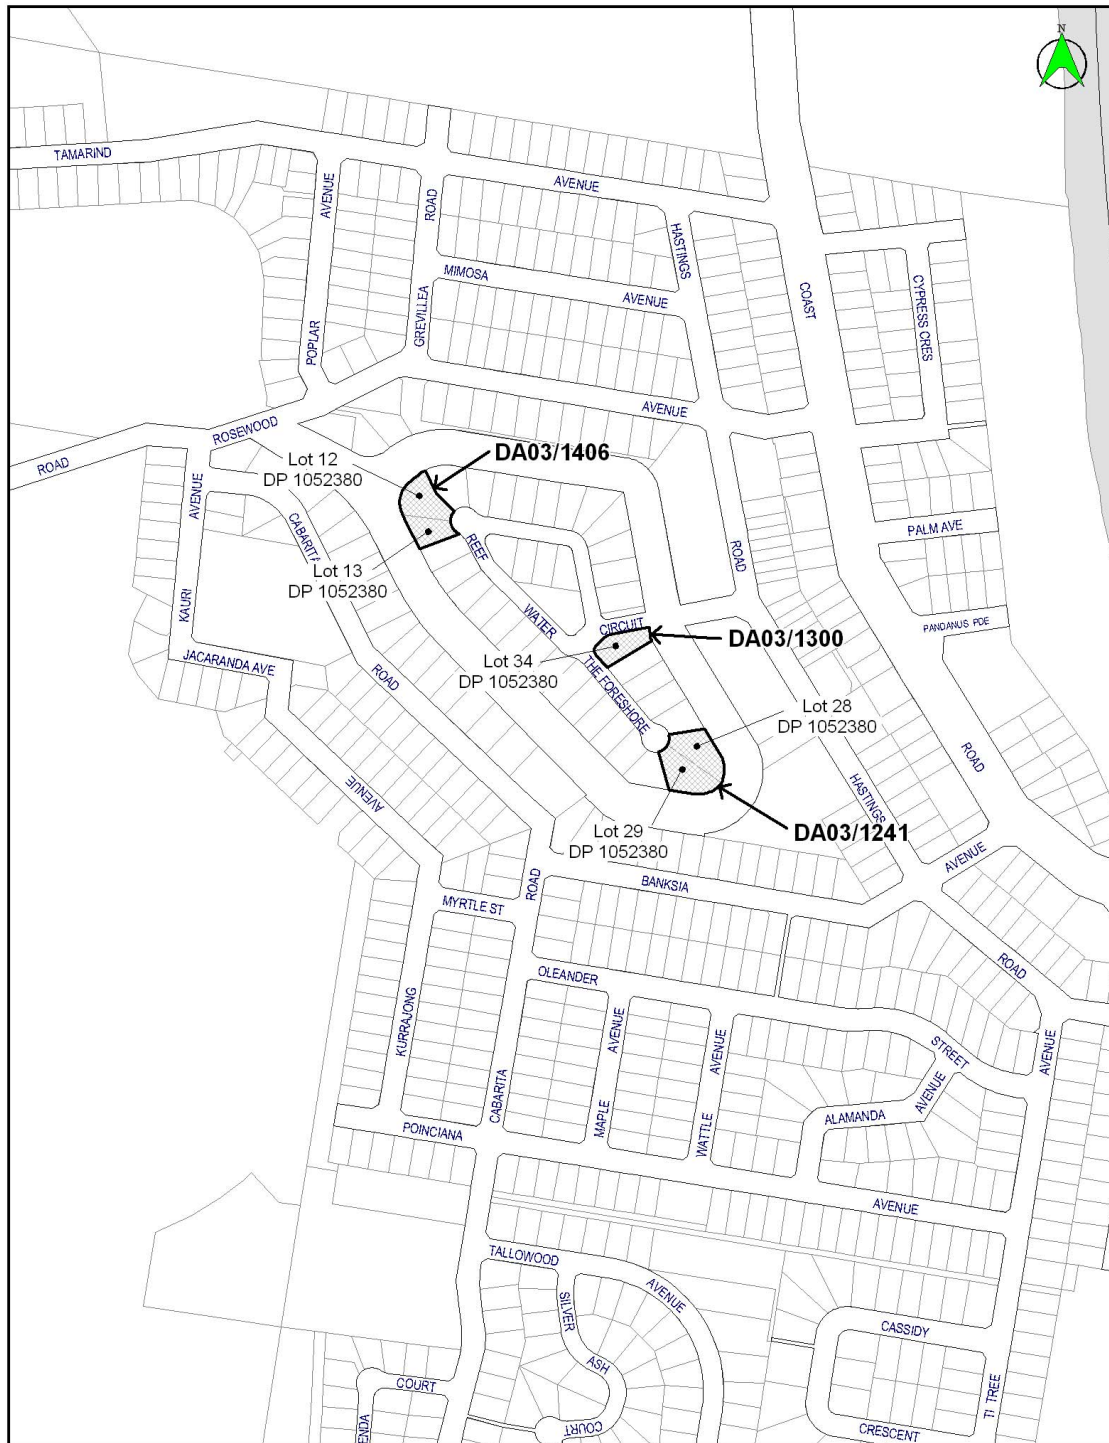 N
TAMARIND
AVENUE
AVENUE
ROAD
HASTINGS
MIMOSA
AVENUE
COAST
CYPRESS CRES
GREVILLEA
POPLAR
AVENUE
ROSEWOOD
ROAD
DA03/1406
Lot 12
DP 1052380
AVENUE
CABARITA
PALM AVE
REEF
ROAD
Lot 13
DP 1052380
KAURI
WATER
CIRCUIT
PANDANUS PDE
DA03/1300
JACARANDA AVE
ROAD
Lot 34
DP 1052380
THE FORESHORE
Lot 28
DP 1052380
ROAD
AVENUE
HASTINGS
DA03/1241
Lot 29
DP 1052380
AVENUE
BANKSIA
ROAD
MYRTLE ST
ROAD
OLEANDER
KURRAJONG
AVENUE
AVENUE
STREET
AVENUE
AVENUE
CABARITA
MAPLE
WATTLE
ALAMANDA
POINCIANA
AVENUE
TALLOWOOD
AVENUE
SILVER
CASSIDY
ASH
COURT
TI TREE
ENDA
COURT
CRESCENT